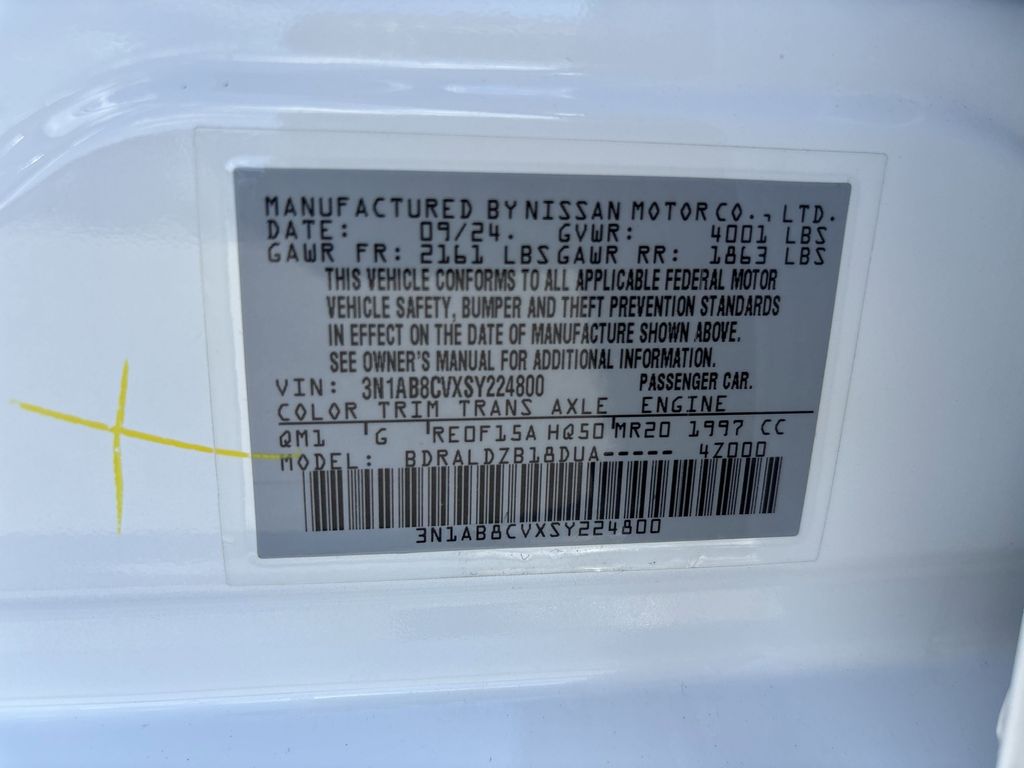 MANUFACTURED BY NISSAN MOTOR CO., LTD.
DATE: 09/24. GVWR: 4001 LBS
GAWR FR: 2161 LBS GAWR RR: 1863 LBS
THIS VEHICLE CONFORMS TO ALL APPLICABLE FEDERAL MOTOR
VEHICLE SAFETY, BUMPER AND THEFT PREVENTION STANDARDS
IN EFFECT ON THE DATE OF MANUFACTURE SHOWN ABOVE.
SEE OWNER'S MANUAL FOR ADDITIONAL INFORMATION.
VIN: 3N1AB8CVXSY224800 PASSENGER CAR.
COLOR TRIM TRANS AXLE ENGINE
QM1 G RE0F15A HQ50 MR20 1997 CC
MODEL: BDRALDZB18DUA----- 4Z000
3N1AB8CVXSY224800